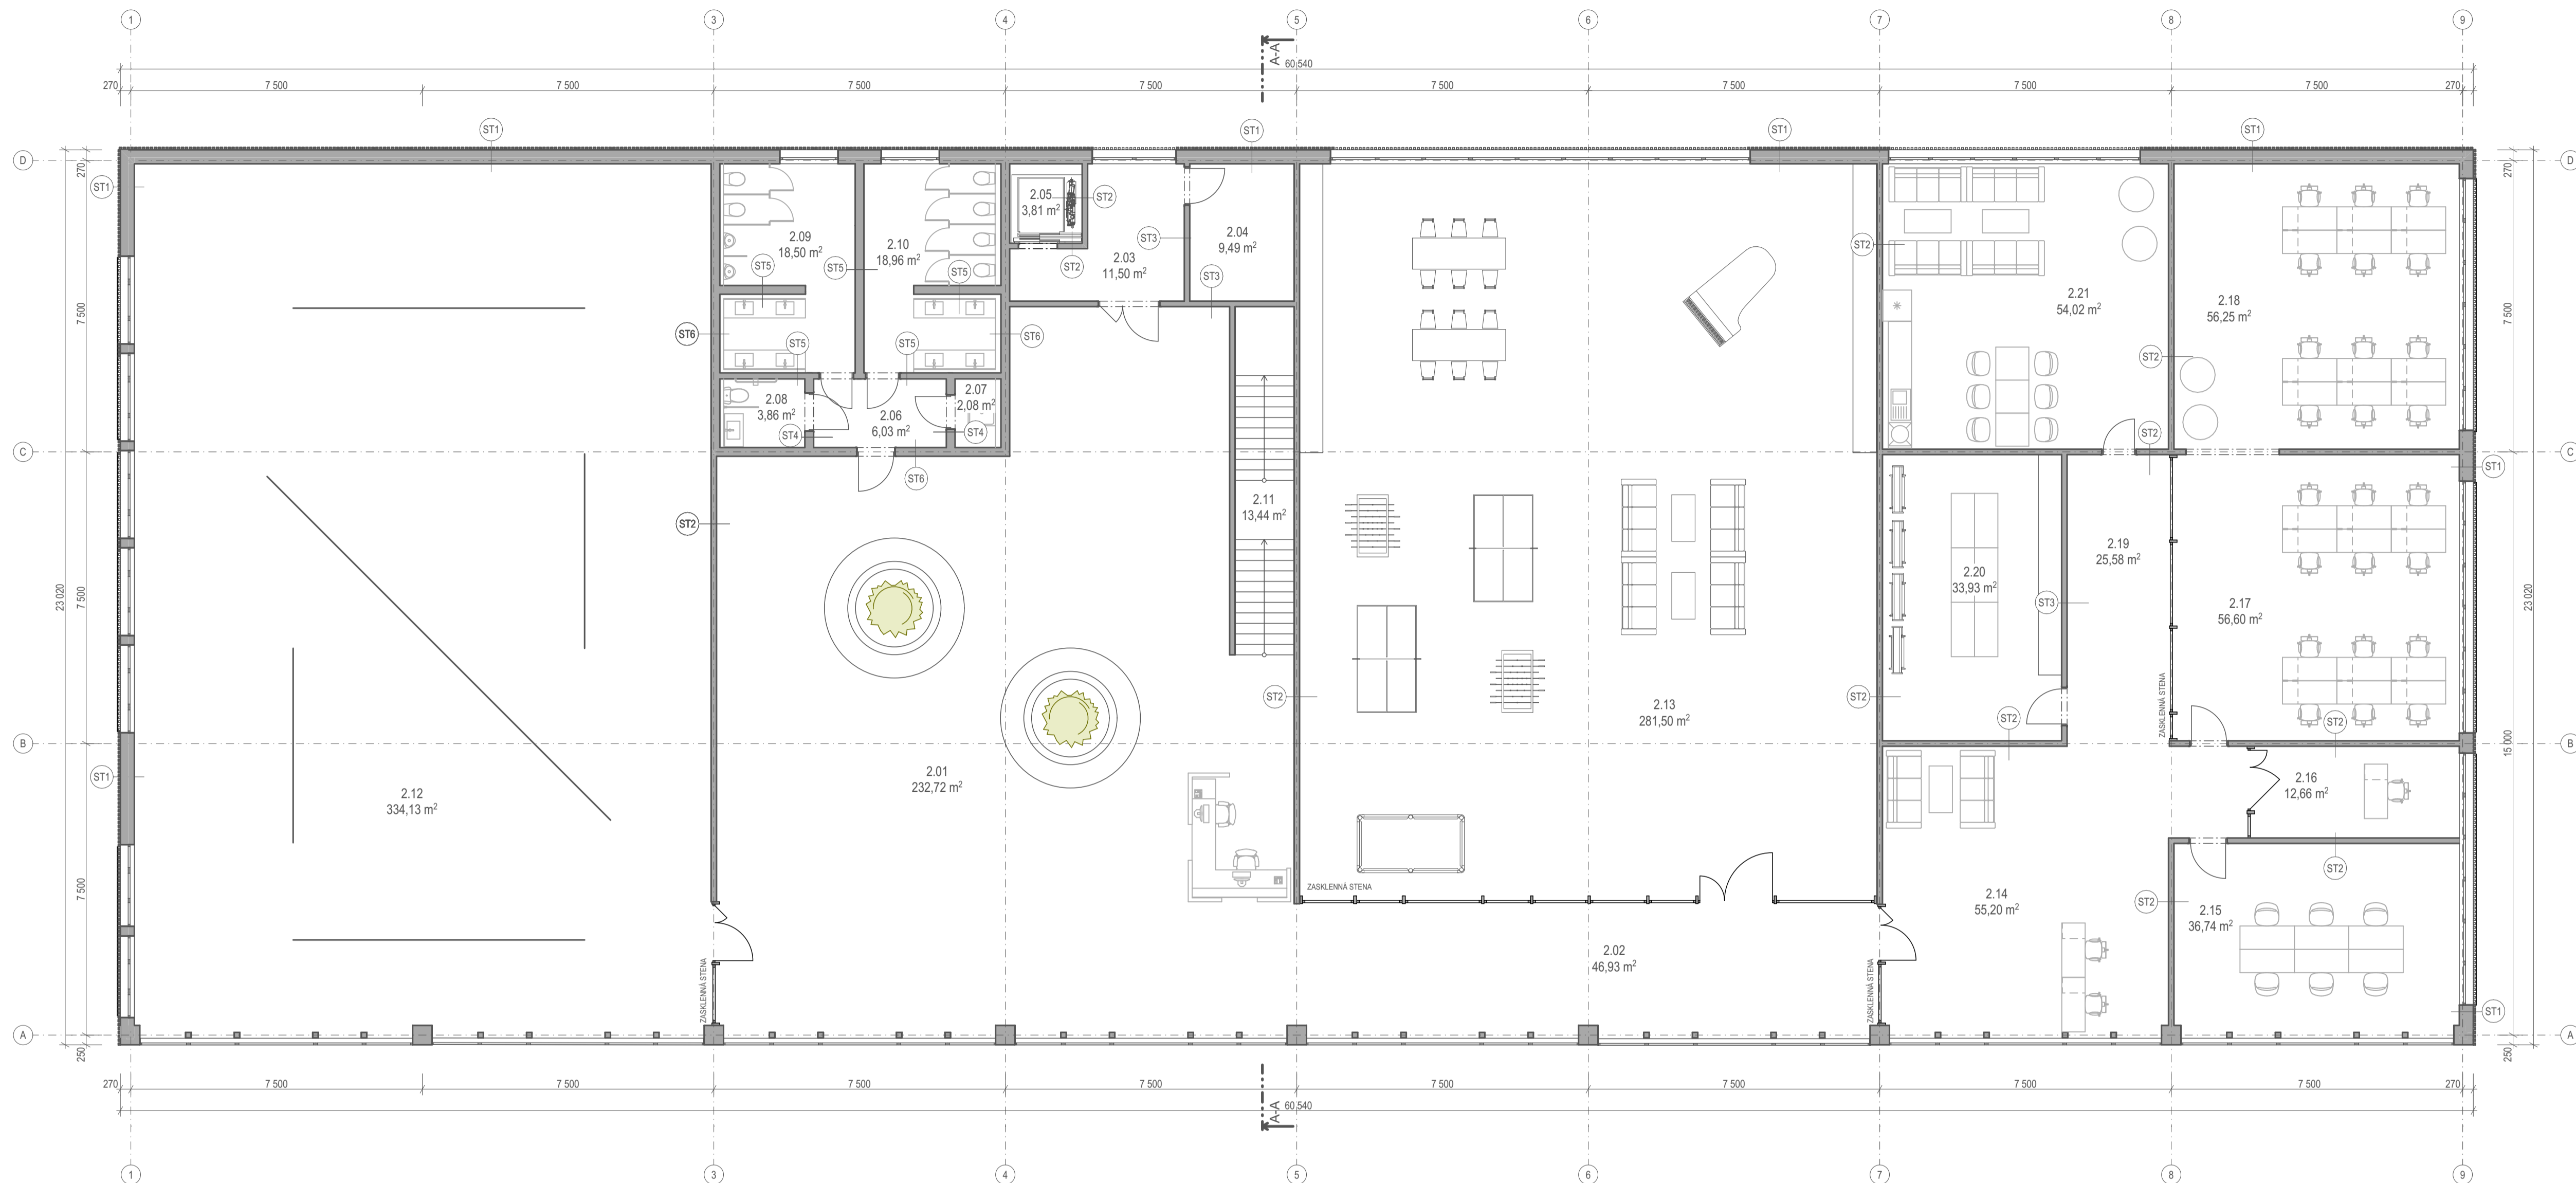 1 3 4 5 6 7 8 9
A-A
60 540
270 7 500 7 500 7 500 7 500 7 500 7 500 7 500 7 500 270
ST1 ST1 ST1 ST1
D D
270 270
ST1
2.05
3,81 m²
ST2
2.09
18,50 m²
2.10
18,96 m²
ST5
ST5
ST5
ST2
2.03
11,50 m²
ST3
2.04
9,49 m²
ST3
ST2
2.21
54,02 m²
2.18
56,25 m²
7 500 7 500
ST6
ST5
ST5
ST6
ST2
2.08
3,86 m²
2.06
6,03 m²
2.07
2,08 m²
ST4
ST4
ST2
C C
ST6
ST1
2.11
13,44 m²
ST2
2.19
25,58 m²
2.20
33,93 m²
ST3
2.17
56,60 m²
23 020
7 500
23 020
ST2
2.13
281,50 m²
ST2
ST2
ZASKLENNÁ STENA
ST2
B B
15 000
ST1
2.01
232,72 m²
2.12
334,13 m²
2.16
12,66 m²
ST2
7 500
ZASKLENNÁ STENA
2.14
55,20 m²
ST2
2.15
36,74 m²
2.02
46,93 m²
ZASKLENNÁ STENA
ZASKLENNÁ STENA
ST1
A A
250 250
270 7 500 7 500 7 500 7 500 7 500 7 500 7 500 7 500 270
A-A
60 540
1 3 4 5 6 7 8 9